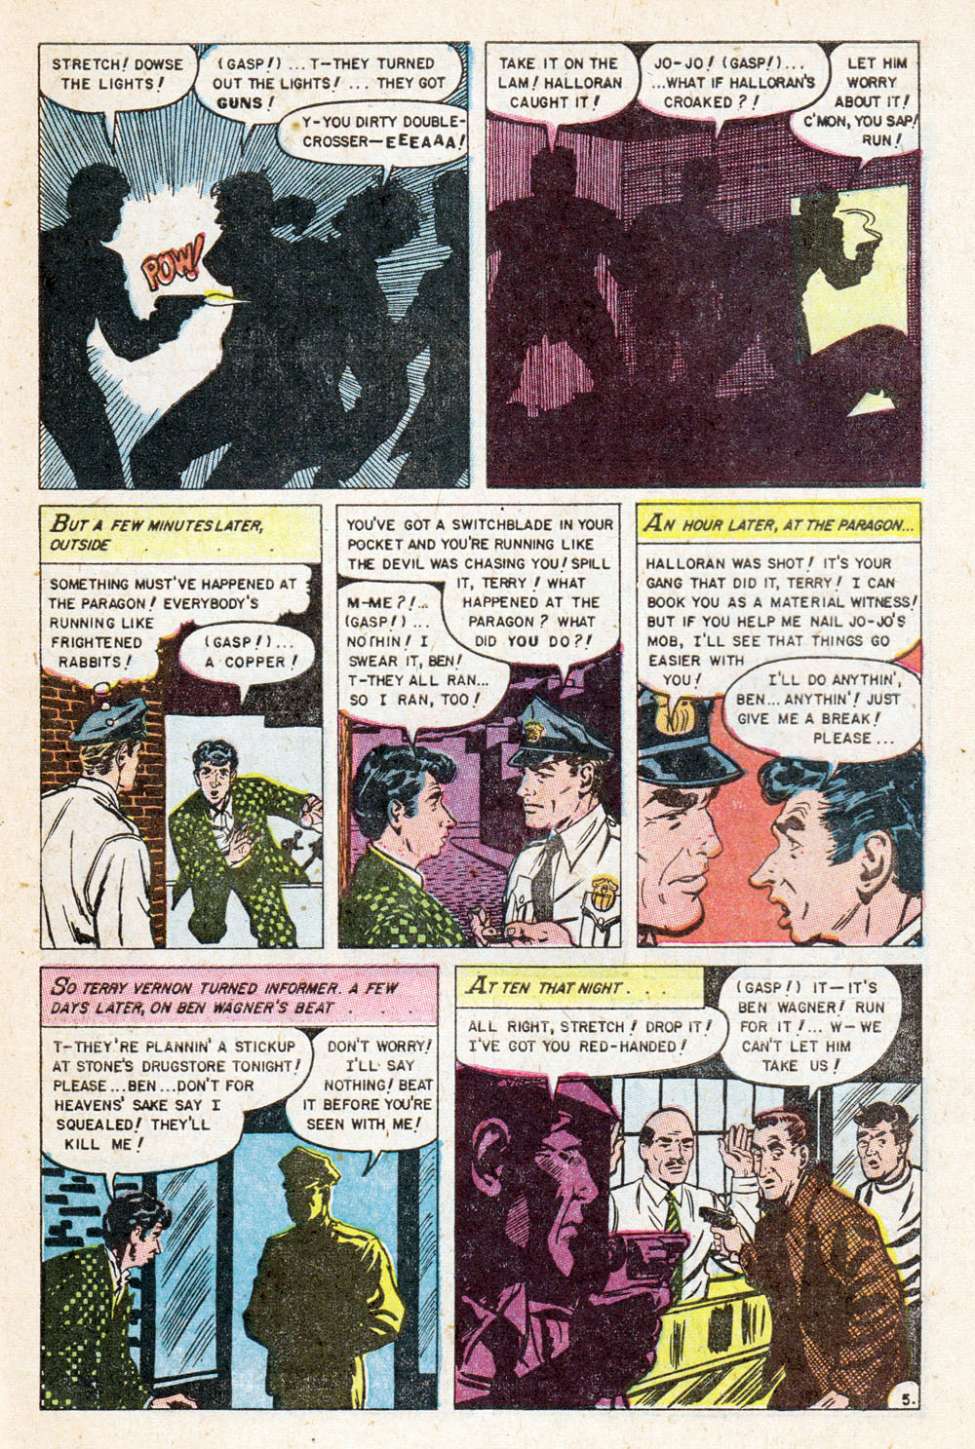 STRETCH! DOWSE
THE LIGHTS!
(GASP!)... T-THEY TURNED
OUT THE LIGHTS! ... THEY GOT
GUNS!
Y-YOU DIRTY DOUBLE-
CROSSER—EEEAAA!
POW!
TAKE IT ON THE
LAM! HALLORAN
CAUGHT IT!
JO-JO! (GASP!)...
...WHAT IF HALLORAN'S
CROAKED?!
LET HIM
WORRY
ABOUT IT!
C'MON, YOU SAP!
RUN!
BUT A FEW MINUTES LATER,
OUTSIDE . . . .
SOMETHING MUST'VE HAPPENED AT
THE PARAGON! EVERYBODY'S
RUNNING LIKE
FRIGHTENED
RABBITS!
(GASP!)...
A COPPER!
YOU'VE GOT A SWITCHBLADE IN YOUR
POCKET AND YOU'RE RUNNING LIKE
THE DEVIL WAS CHASING YOU! SPILL
IT, TERRY! WHAT
HAPPENED AT THE
PARAGON? WHAT
DID YOU DO?!
M-ME?!...
(GASP!)...
NOTHIN! I
SWEAR IT, BEN!
T-THEY ALL RAN...
SO I RAN, TOO!
AN HOUR LATER, AT THE PARAGON...
HALLORAN WAS SHOT! IT'S YOUR
GANG THAT DID IT, TERRY! I CAN
BOOK YOU AS A MATERIAL WITNESS!
BUT IF YOU HELP ME NAIL JO-JO'S
MOB, I'LL SEE THAT THINGS GO
EASIER WITH
YOU!
I'LL DO ANYTHIN',
BEN...ANYTHIN'! JUST
GIVE ME A BREAK!
PLEASE...
SO TERRY VERNON TURNED INFORMER. A FEW
DAYS LATER, ON BEN WAGNER'S BEAT . . .
T-THEY'RE PLANNIN' A STICKUP
AT STONE'S DRUGSTORE TONIGHT!
PLEASE...BEN...DON'T FOR
HEAVENS' SAKE SAY I
SQUEALED! THEY'LL
KILL ME!
DON'T WORRY!
I'LL SAY
NOTHING! BEAT
IT BEFORE YOU'RE
SEEN WITH ME!
AT TEN THAT NIGHT . . .
ALL RIGHT, STRETCH! DROP IT!
I'VE GOT YOU RED-HANDED!
(GASP!) IT-IT'S
BEN WAGNER! RUN
FOR IT!... W-WE
CAN'T LET HIM
TAKE US!
5.